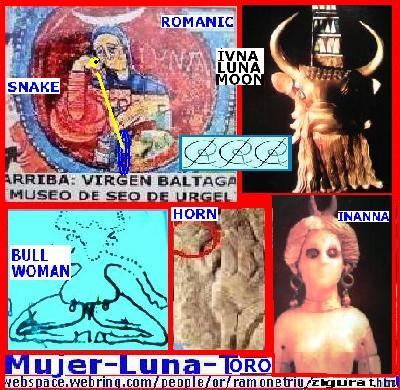 ROMANIC
IVNA
LUNA
MOON
SNAKE
ARRIBA: VIRGEN BALTAGA
MUSEO DE SEO DE URGEL
HORN
INANNA
BULL
WOMAN
Mujer-Luna-TORO
webspace.webring.com/people/or/ramonetriu/zigurat.html